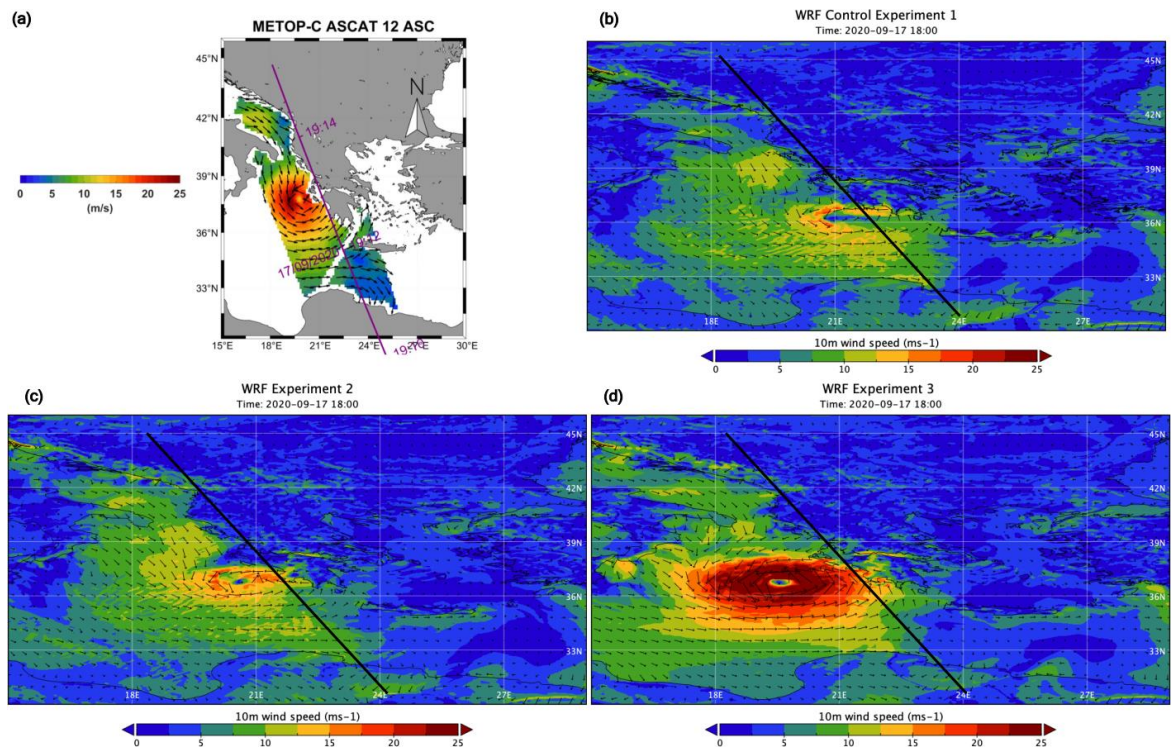 (a)
METOP-C ASCAT 12 ASC
45°N
42°N
39°N
36°N
33°N
15°E 18°E 21°E 24°E 27°E 30°E
N
19:14
17/09/2020
0 5 10 15 20 25
(m/s)
(b)
WRF Control Experiment 1
Time: 2020-09-17 18:00
45N
42N
39N
36N
33N
18E 21E 24E 27E
10m wind speed (ms-1)
0 5 10 15 20 25
(c)
WRF Experiment 2
Time: 2020-09-17 18:00
45N
42N
39N
36N
33N
18E 21E 24E 27E
10m wind speed (ms-1)
0 5 10 15 20 25
(d)
WRF Experiment 3
Time: 2020-09-17 18:00
45N
42N
39N
36N
33N
18E 21E 24E 27E
10m wind speed (ms-1)
0 5 10 15 20 25